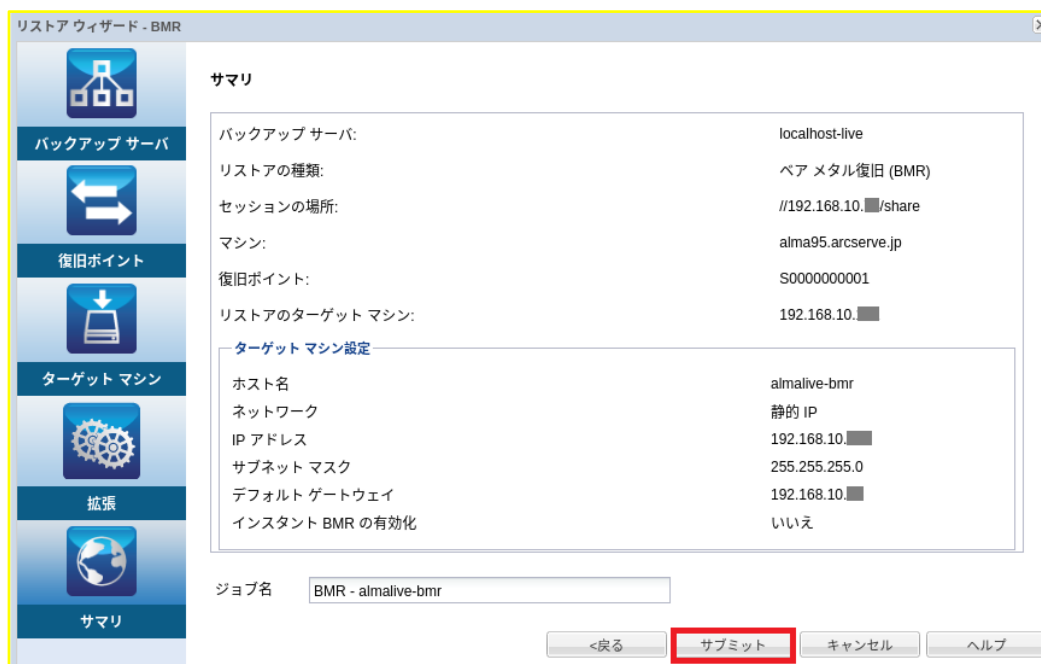 リストア ウィザード - BMR
バックアップ サーバ
復旧ポイント
ターゲット マシン
拡張
サマリ
サマリ
バックアップ サーバ: localhost-live
リストアの種類: ベア メタル復旧 (BMR)
セッションの場所: //192.168.10. /share
マシン: alma95.arcserve.jp
復旧ポイント: S0000000001
リストアのターゲット マシン: 192.168.10.
ターゲット マシン設定
ホスト名 almalive-bmr
ネットワーク 静的 IP
IP アドレス 192.168.10.
サブネット マスク 255.255.255.0
デフォルト ゲートウェイ 192.168.10.
インスタント BMR の有効化 いいえ
ジョブ名 BMR - almalive-bmr
<戻る サブミット キャンセル ヘルプ